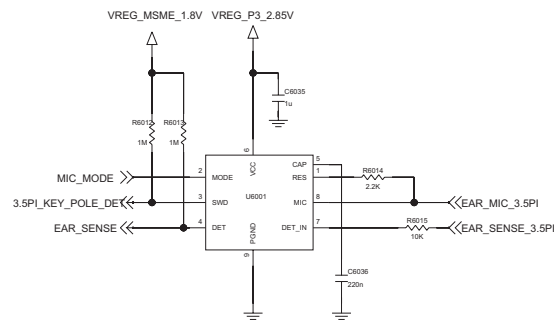 VREG_MSME_1.8V
VREG_P3_2.85V
C6035
1u
R6012
1M
R6013
1M
6
VCC
CAP
5
RES
1
R6014
2.2K
MIC_MODE
2
MODE
U6001
3.5PI_KEY_POLE_DET
3
SWD
MIC
8
EAR_MIC_3.5PI
EAR_SENSE
4
DET
DET_IN
7
R6015
10K
EAR_SENSE_3.5PI
PGND
9
C6036
220n